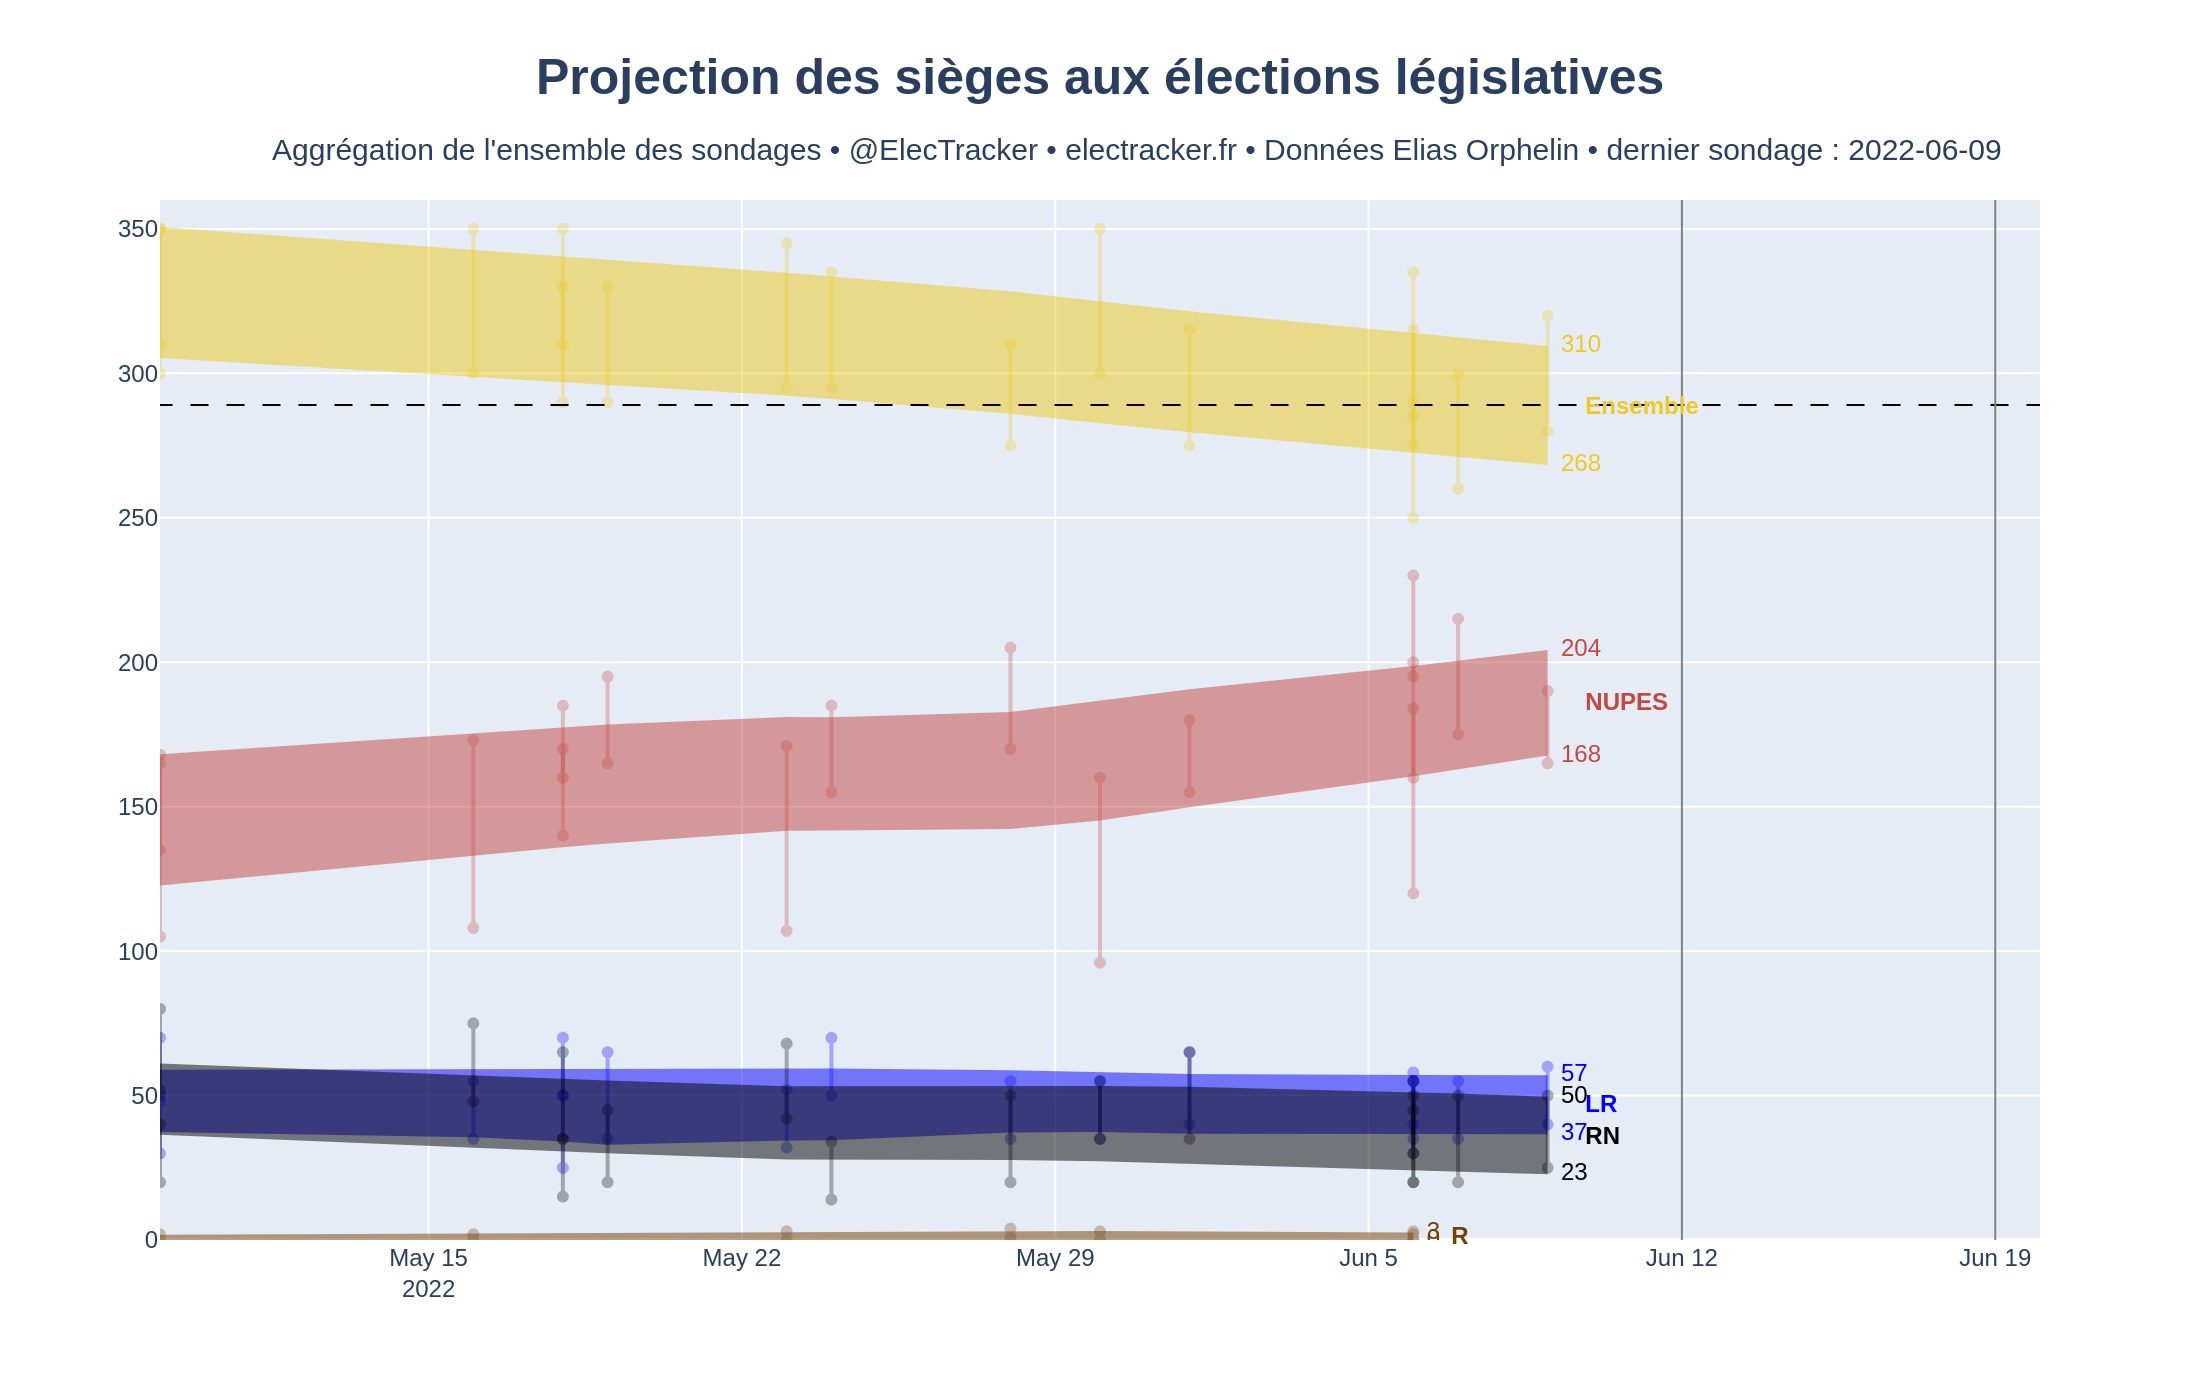 Projection des sièges aux élections législatives
Aggrégation de l'ensemble des sondages • @ElecTracker • electracker.fr • Données Elias Orphelin • dernier sondage : 2022-06-09
350
310
300
Ensemble
268
250
204
200
NUPES
168
150
100
57
50
50
LR
37
RN
23
R
0
May 15
May 22
May 29
Jun 5
Jun 12
Jun 19
2022